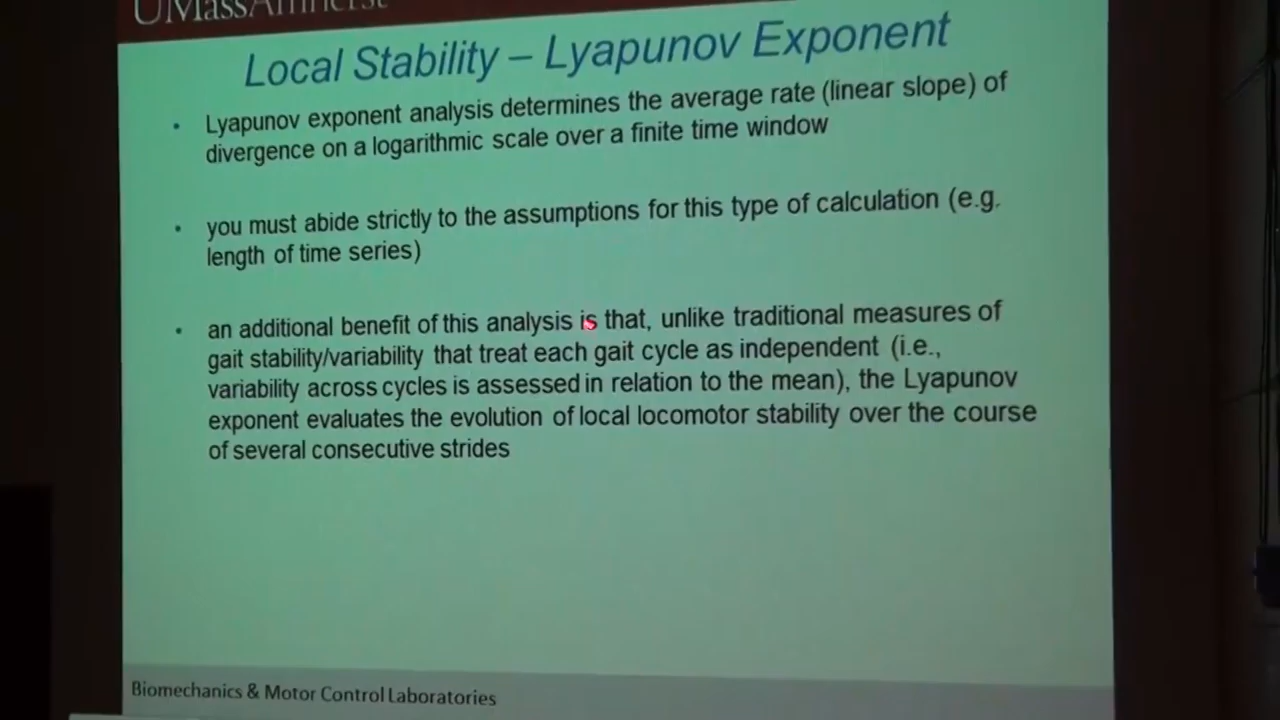 UMassAmherst
Local Stability – Lyapunov Exponent
• Lyapunov exponent analysis determines the average rate (linear slope) of
divergence on a logarithmic scale over a finite time window
• you must abide strictly to the assumptions for this type of calculation (e.g.
length of time series)
• an additional benefit of this analysis is that, unlike traditional measures of
gait stability/variability that treat each gait cycle as independent (i.e.,
variability across cycles is assessed in relation to the mean), the Lyapunov
exponent evaluates the evolution of local locomotor stability over the course
of several consecutive strides
Biomechanics & Motor Control Laboratories